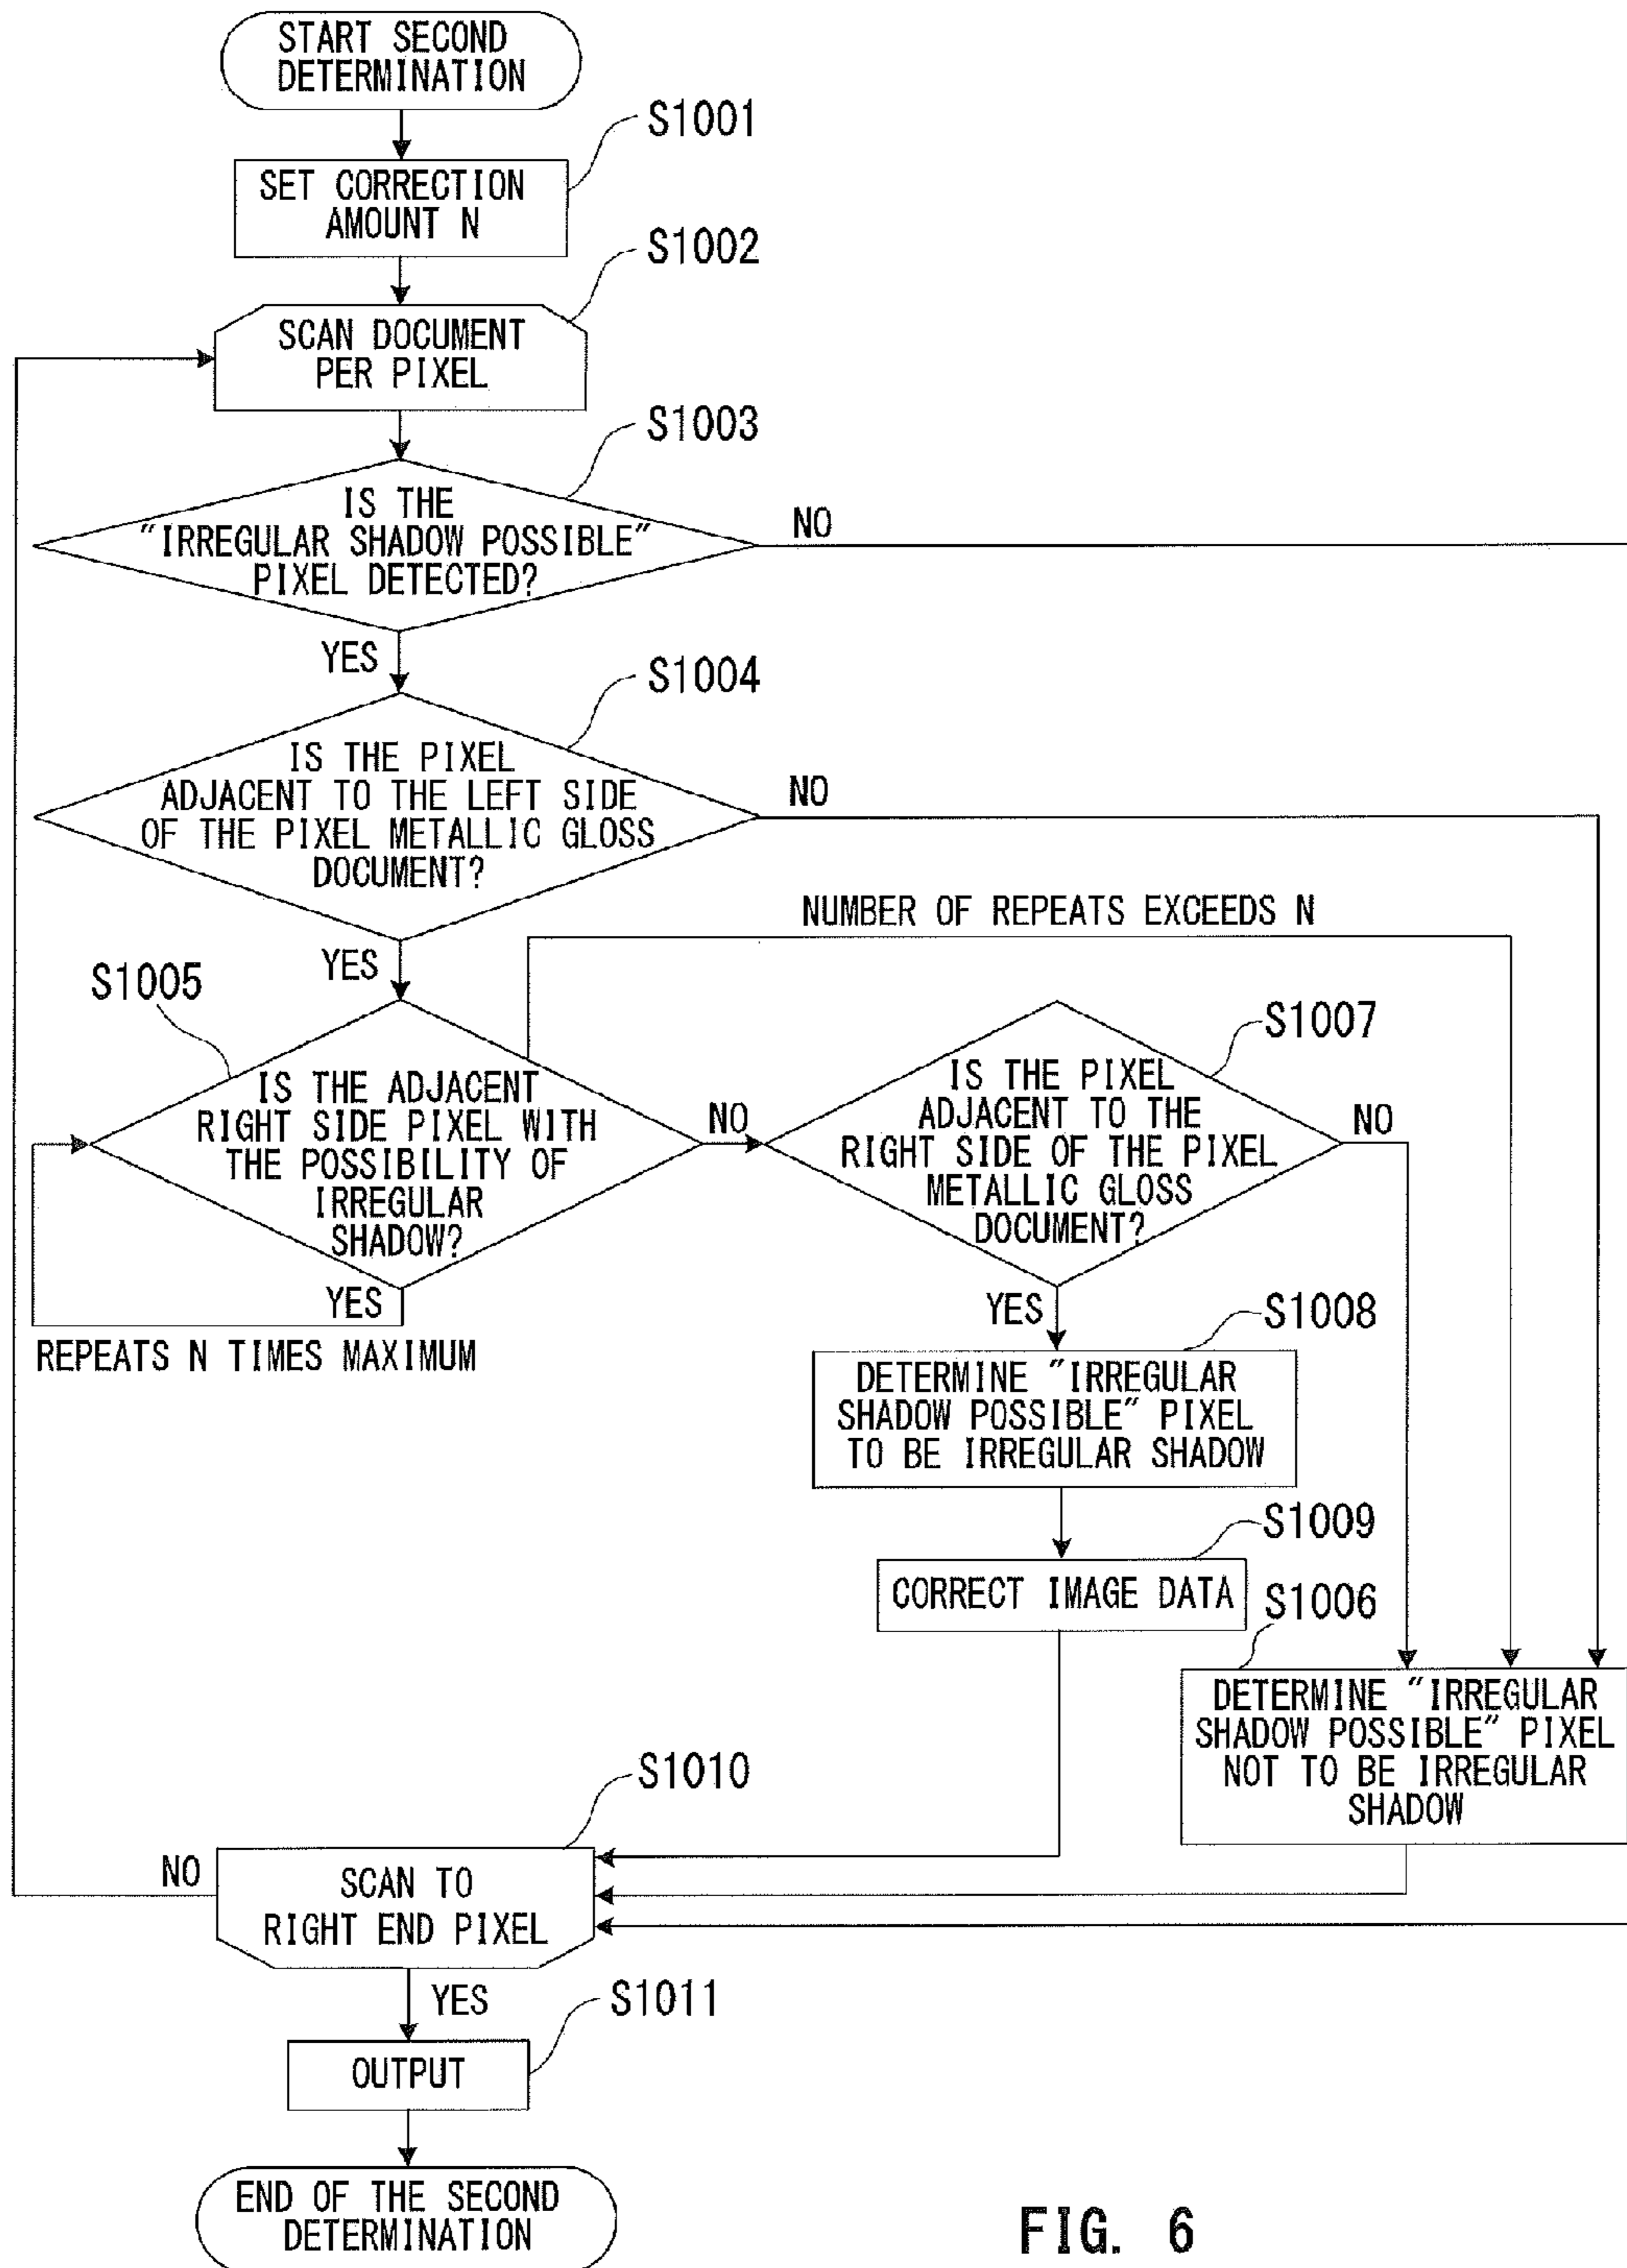 START SECOND
DETERMINATION
S1001
SET CORRECTION
AMOUNT N
S1002
SCAN DOCUMENT
PER PIXEL
S1003
IS THE
"IRREGULAR SHADOW POSSIBLE"
PIXEL DETECTED?
NO
YES
S1004
IS THE PIXEL
ADJACENT TO THE LEFT SIDE
OF THE PIXEL METALLIC GLOSS
DOCUMENT?
NO
NUMBER OF REPEATS EXCEEDS N
YES
S1005
IS THE ADJACENT
RIGHT SIDE PIXEL WITH
THE POSSIBILITY OF
IRREGULAR
SHADOW?
NO
YES
REPEATS N TIMES MAXIMUM
S1007
IS THE PIXEL
ADJACENT TO THE
RIGHT SIDE OF THE PIXEL
METALLIC GLOSS
DOCUMENT?
NO
YES
S1008
DETERMINE "IRREGULAR
SHADOW POSSIBLE" PIXEL
TO BE IRREGULAR SHADOW
S1009
CORRECT IMAGE DATA
S1006
DETERMINE "IRREGULAR
SHADOW POSSIBLE" PIXEL
NOT TO BE IRREGULAR
SHADOW
S1010
NO
SCAN TO
RIGHT END PIXEL
YES
S1011
OUTPUT
END OF THE SECOND
DETERMINATION
FIG. 6